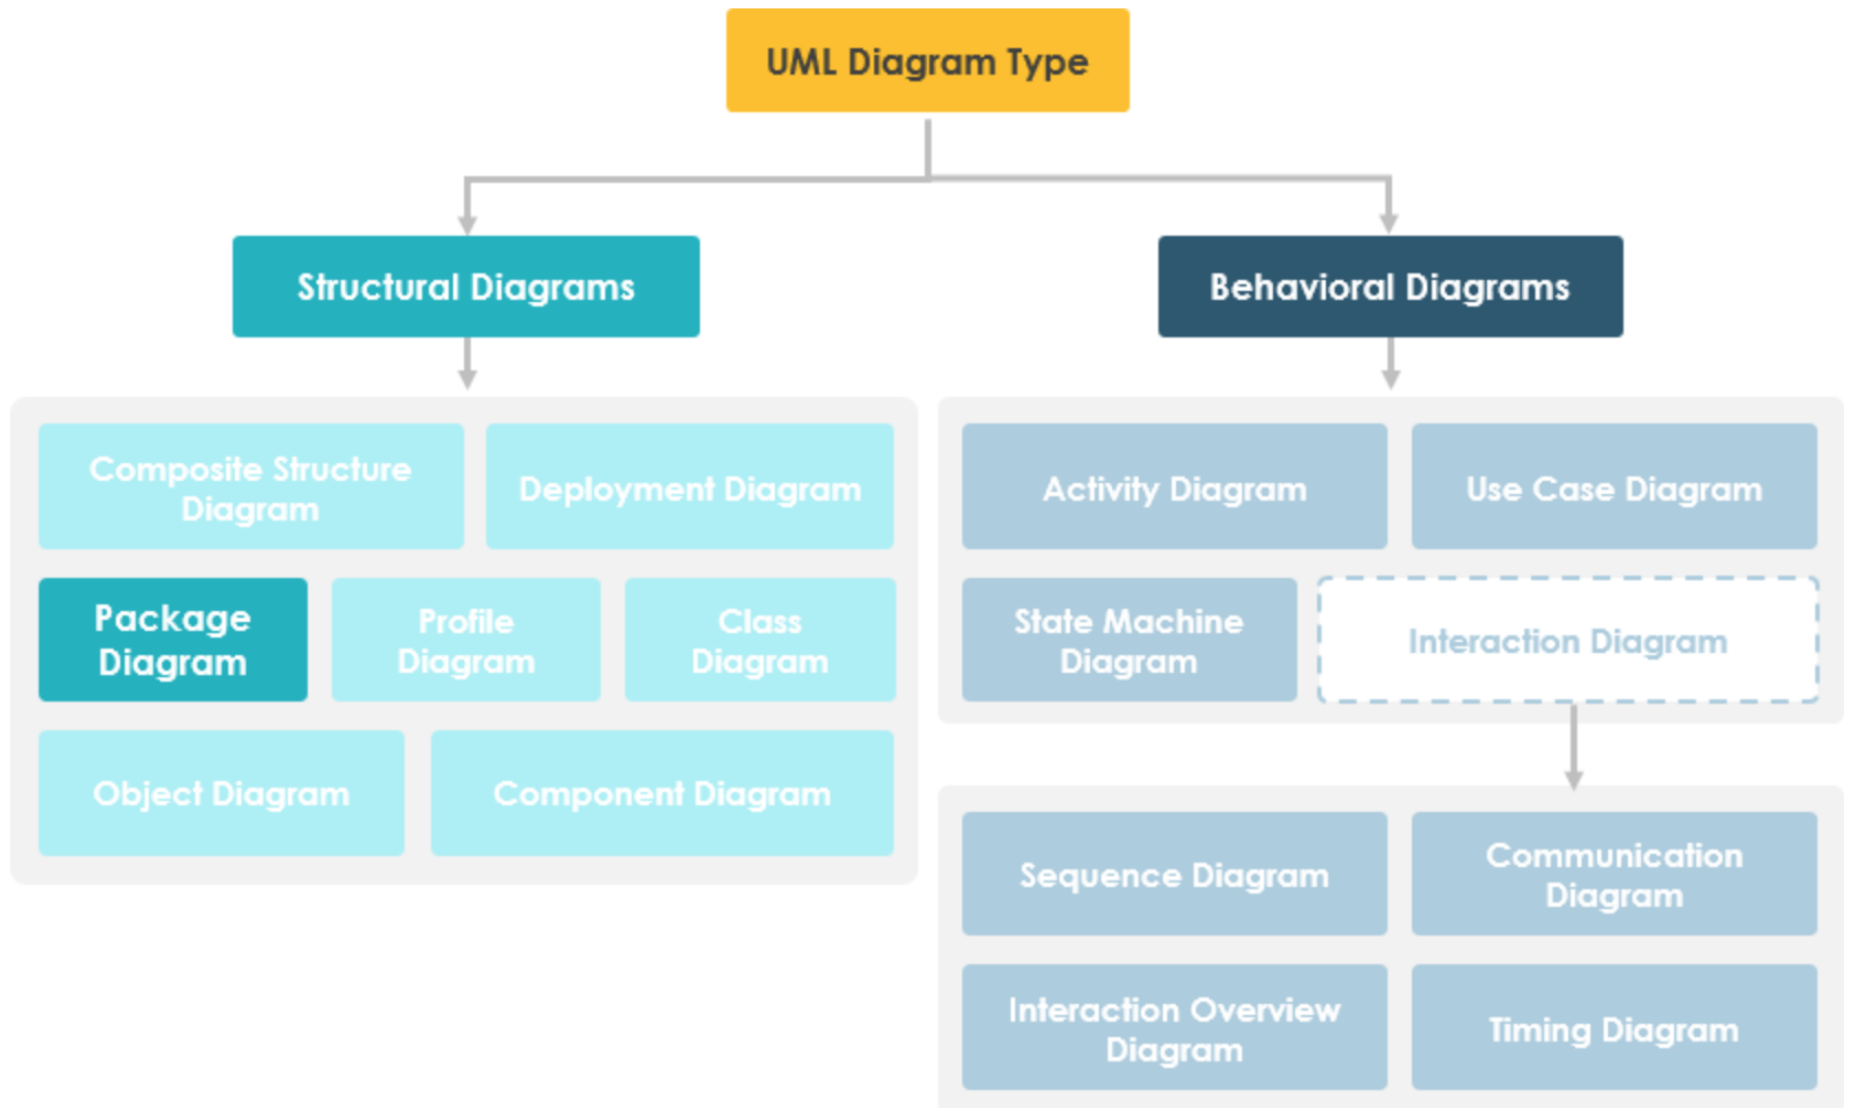 UML Diagram Type
Structural Diagrams
Behavioral Diagrams
Composite Structure
Diagram
Deployment Diagram
Package
Diagram
Profile
Diagram
Class
Diagram
Object Diagram
Component Diagram
Activity Diagram
Use Case Diagram
State Machine
Diagram
Interaction Diagram
Sequence Diagram
Communication
Diagram
Interaction Overview
Diagram
Timing Diagram